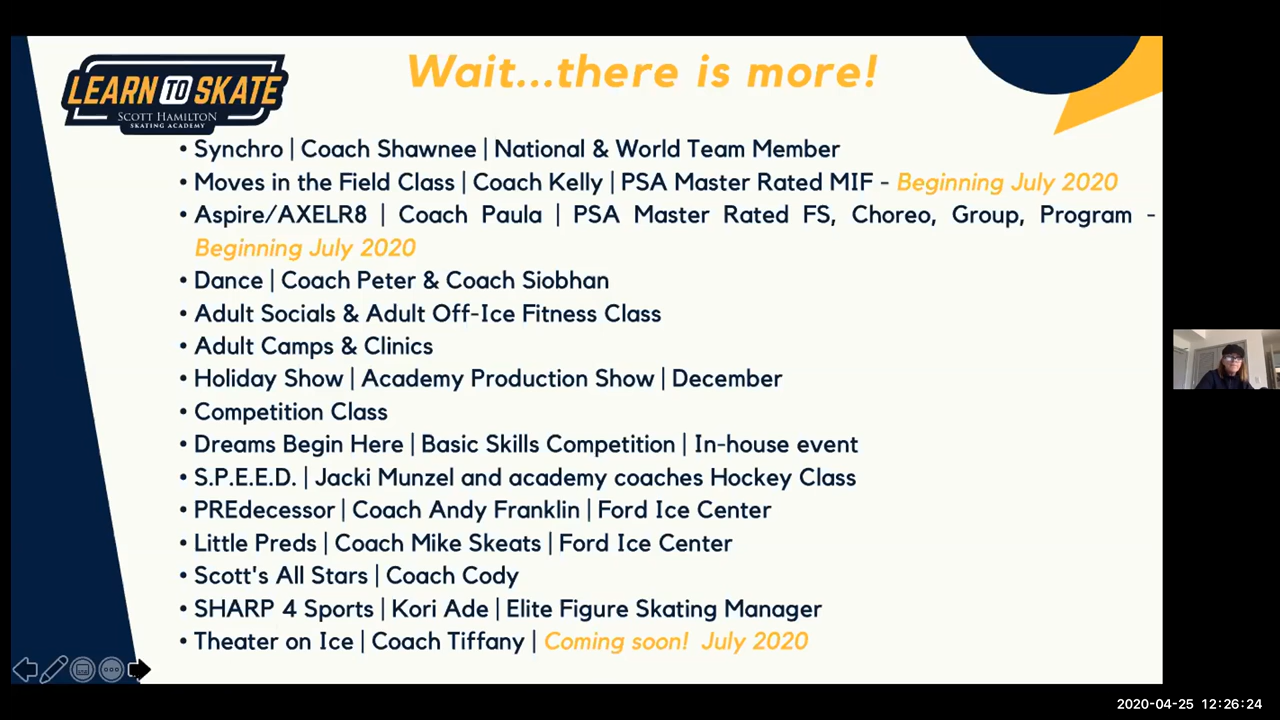 LEARN TO SKATE
SCOTT HAMILTON
SKATING ACADEMY
Wait...there is more!
• Synchro | Coach Shawnee | National & World Team Member
• Moves in the Field Class | Coach Kelly | PSA Master Rated MIF - Beginning July 2020
• Aspire/AXELR8 | Coach Paula | PSA Master Rated FS, Choreo, Group, Program -
Beginning July 2020
• Dance | Coach Peter & Coach Siobhan
• Adult Socials & Adult Off-Ice Fitness Class
• Adult Camps & Clinics
• Holiday Show | Academy Production Show | December
• Competition Class
• Dreams Begin Here | Basic Skills Competition | In-house event
• S.P.E.E.D. | Jacki Munzel and academy coaches Hockey Class
• PREdecessor | Coach Andy Franklin | Ford Ice Center
• Little Preds | Coach Mike Skeats | Ford Ice Center
• Scott's All Stars | Coach Cody
• SHARP 4 Sports | Kori Ade | Elite Figure Skating Manager
• Theater on Ice | Coach Tiffany | Coming soon! July 2020
2020-04-25 12:26:24